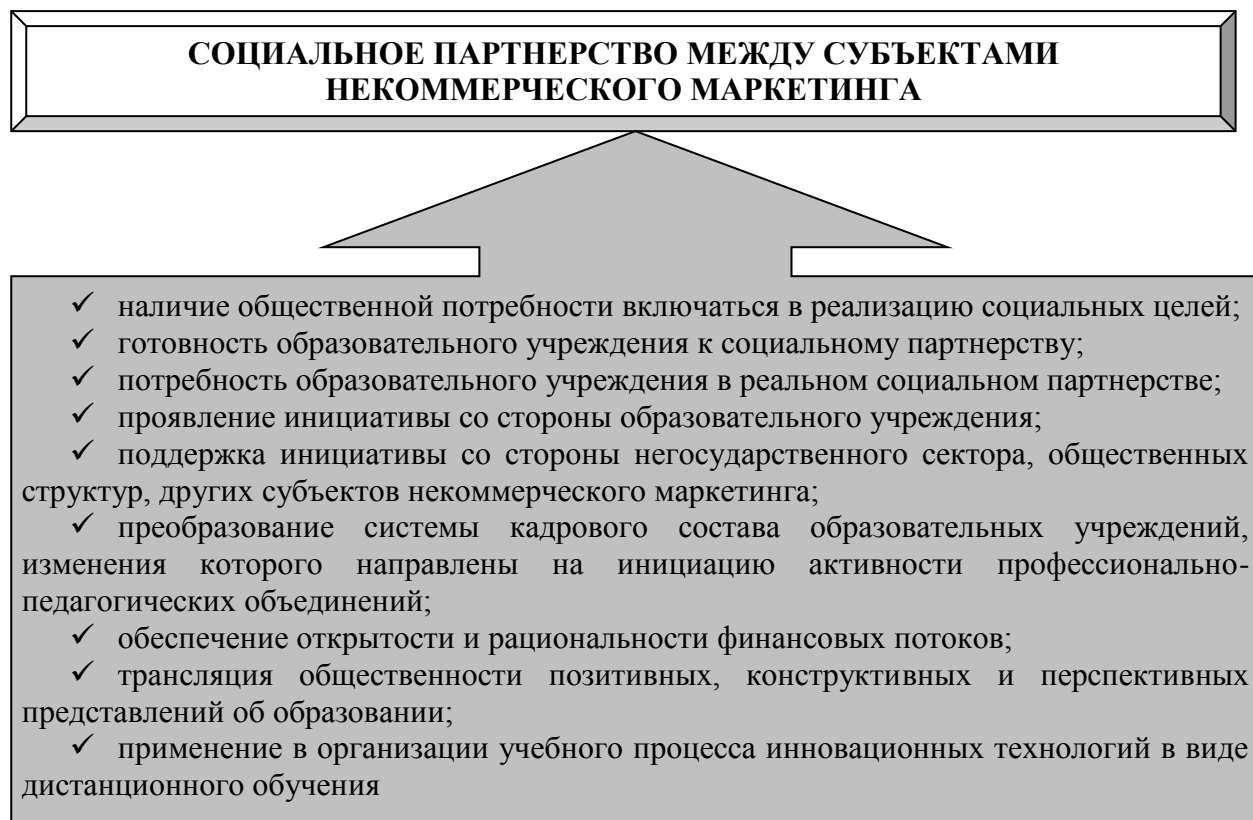 СОЦИАЛЬНОЕ ПАРТНЕРСТВО МЕЖДУ СУБЪЕКТАМИ
НЕКОММЕРЧЕСКОГО МАРКЕТИНГА
✓ наличие общественной потребности включаться в реализацию социальных целей;
✓ готовность образовательного учреждения к социальному партнерству;
✓ потребность образовательного учреждения в реальном социальном партнерстве;
✓ проявление инициативы со стороны образовательного учреждения;
✓ поддержка инициативы со стороны негосударственного сектора, общественных
структур, других субъектов некоммерческого маркетинга;
✓ преобразование системы кадрового состава образовательных учреждений,
изменения которого направлены на инициацию активности профессионально-
педагогических объединений;
✓ обеспечение открытости и рациональности финансовых потоков;
✓ трансляция общественности позитивных, конструктивных и перспективных
представлений об образовании;
✓ применение в организации учебного процесса инновационных технологий в виде
дистанционного обучения